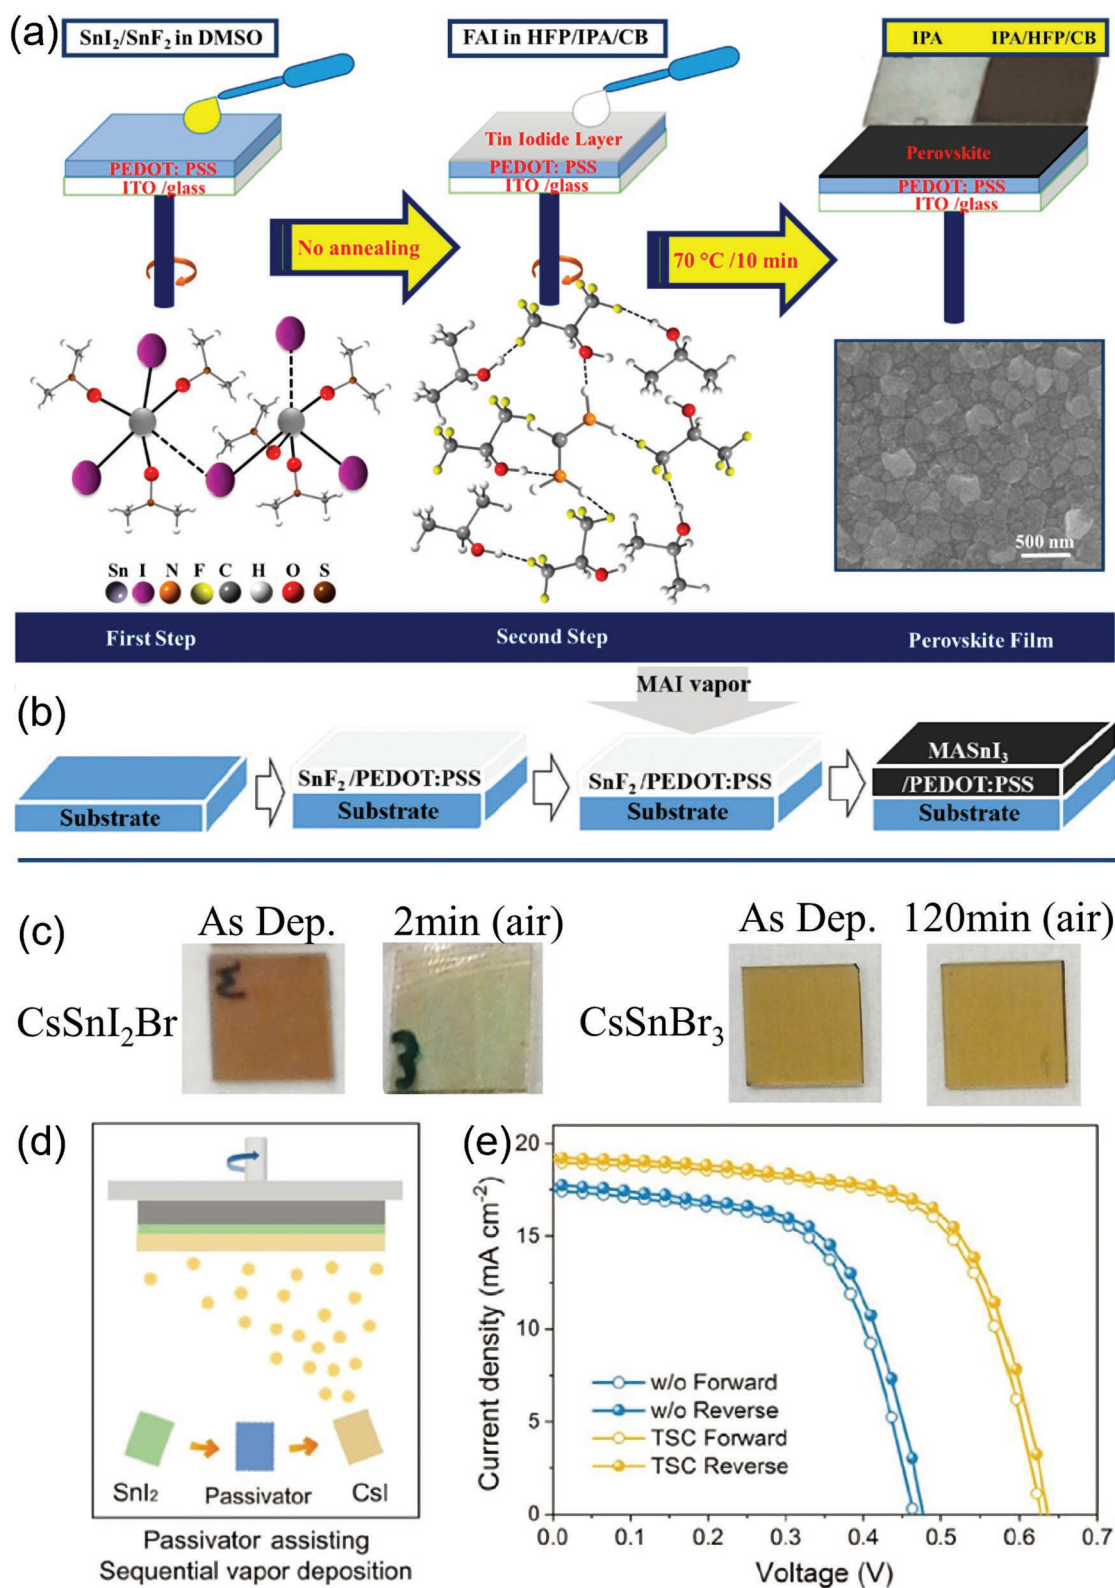 (a)
SnI₂/SnF₂ in DMSO
FAI in HFP/IPA/CB
IPA IPA/HFP/CB
PEDOT: PSS
ITO /glass
No annealing
Tin Iodide Layer
PEDOT: PSS
ITO /glass
70 °C /10 min
Perovskite
PEDOT: PSS
ITO /glass
Sn I N F C H O S
500 nm
First Step
Second Step
Perovskite Film
(b)
MAI vapor
Substrate
SnF₂ /PEDOT:PSS
Substrate
SnF₂ /PEDOT:PSS
Substrate
MASnI₃
/PEDOT:PSS
Substrate
(c)
As Dep. 2min (air)
CsSnI₂Br
As Dep. 120min (air)
CsSnBr₃
(d)
SnI₂
Passivator
CsI
Passivator assisting
Sequential vapor deposition
(e)
Current density (mA cm⁻²)
20
15
10
5
0
w/o Forward
w/o Reverse
TSC Forward
TSC Reverse
0.0 0.1 0.2 0.3 0.4 0.5 0.6 0.7
Voltage (V)